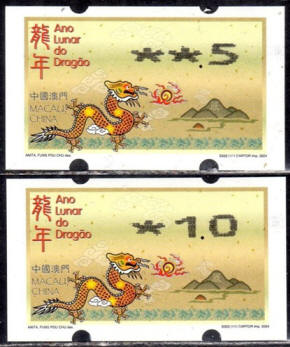 龍年
Ano
Lunar
do
Dragão
**.5
中國澳門
MACAU,
CHINA
龍年
Ano
Lunar
do
Dragão
*1.0
中國澳門
MACAU,
CHINA